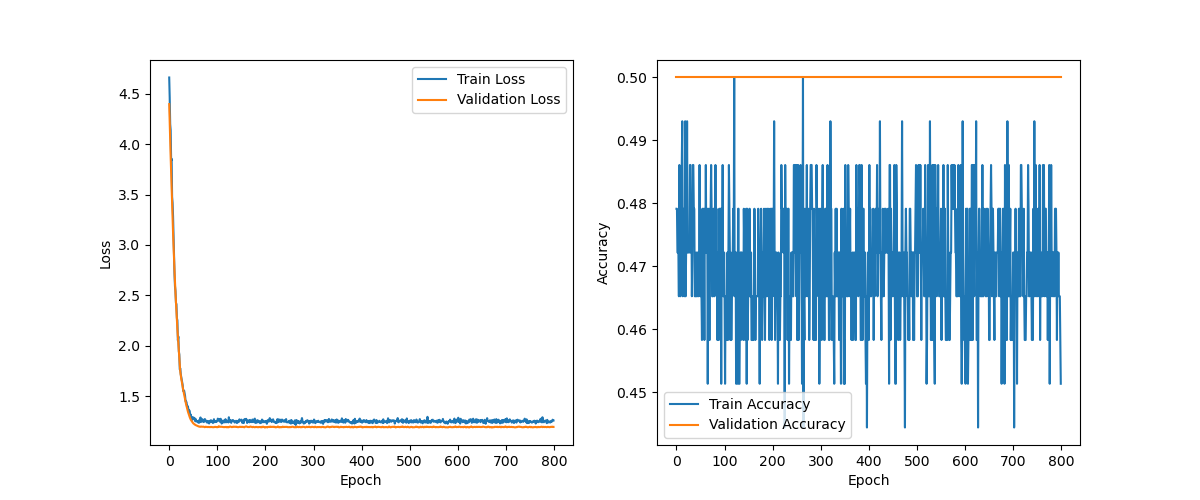 Train Loss
Validation Loss
4.5
4.0
3.5
3.0
2.5
2.0
1.5
Loss
0 100 200 300 400 500 600 700 800
Epoch
0.50
0.49
0.48
0.47
0.46
0.45
Accuracy
Train Accuracy
Validation Accuracy
0 100 200 300 400 500 600 700 800
Epoch